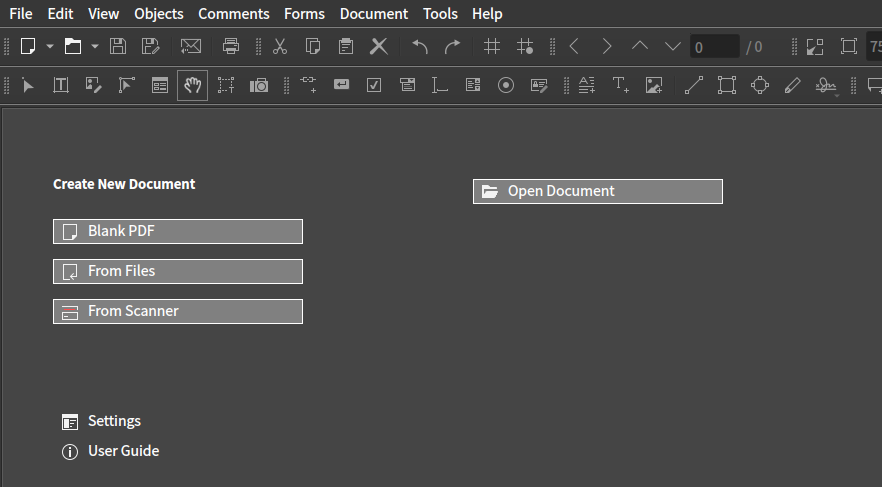 File Edit View Objects Comments Forms Document Tools Help
0 / 0 75
Create New Document
Open Document
Blank PDF
From Files
From Scanner
Settings
User Guide